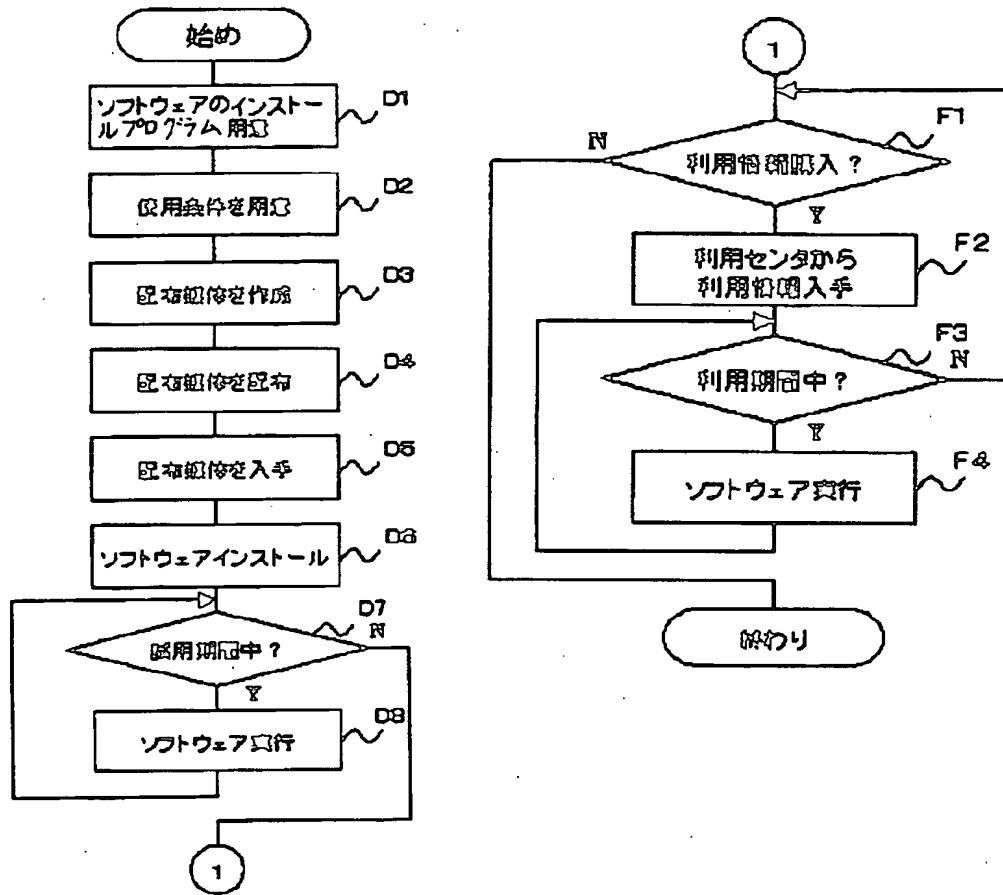 始め
ソフトウェアのインストー
ルプログラム用意
D1
使用条件を用意
D2
配布媒体を作成
D3
配布媒体を配布
D4
配布媒体を入手
D5
ソフトウェアインストール
D6
試用期間中？
D7
N
Y
ソフトウェア実行
D8
1
1
利用情報購入？
F1
N
Y
利用センタから
利用情報入手
F2
利用期間中？
F3
N
Y
ソフトウェア実行
F4
終わり